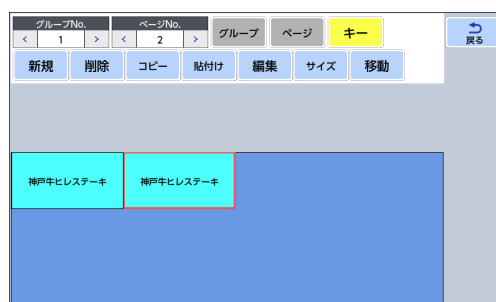 グループNo. ページNo.
< 1 > < 2 > グループ ページ キー
戻る
新規 削除 コピー 貼付け 編集 サイズ 移動
神戸牛ヒレステーキ 神戸牛ヒレステーキ